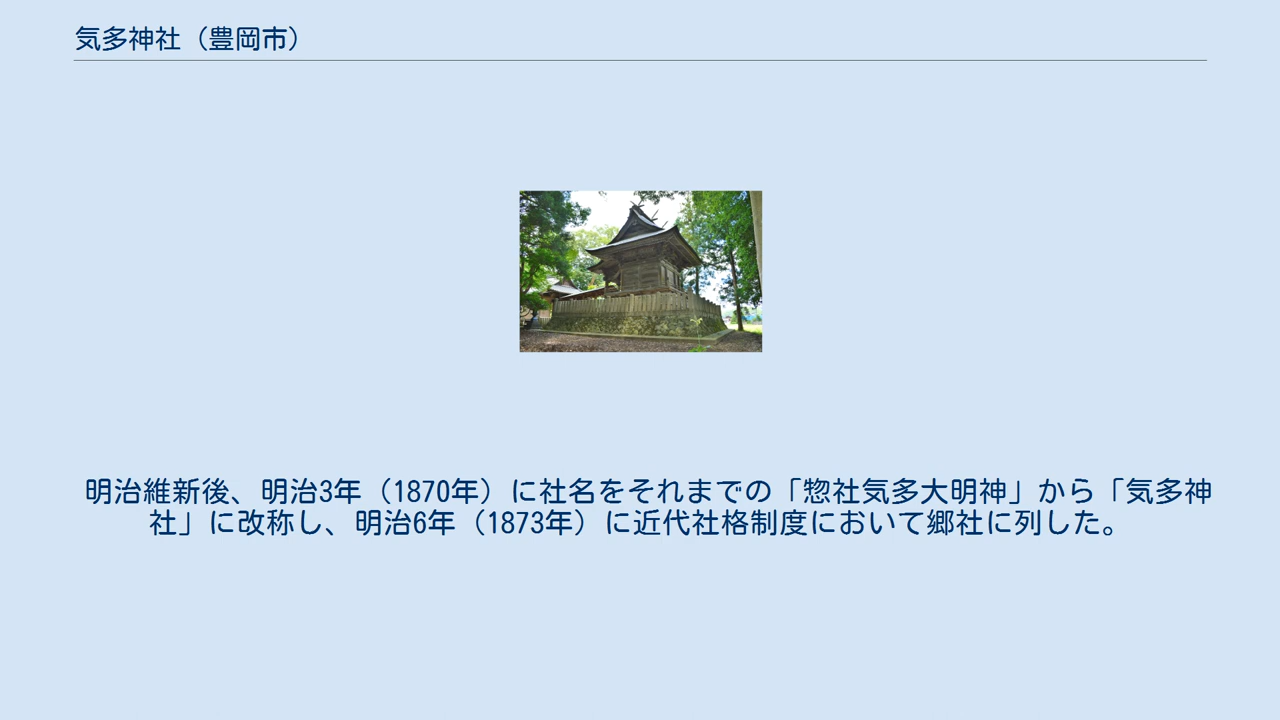 気多神社（豊岡市）
明治維新後、明治3年（1870年）に社名をそれまでの「惣社気多大明神」から「気多神
社」に改称し、明治6年（1873年）に近代社格制度において郷社に列した。